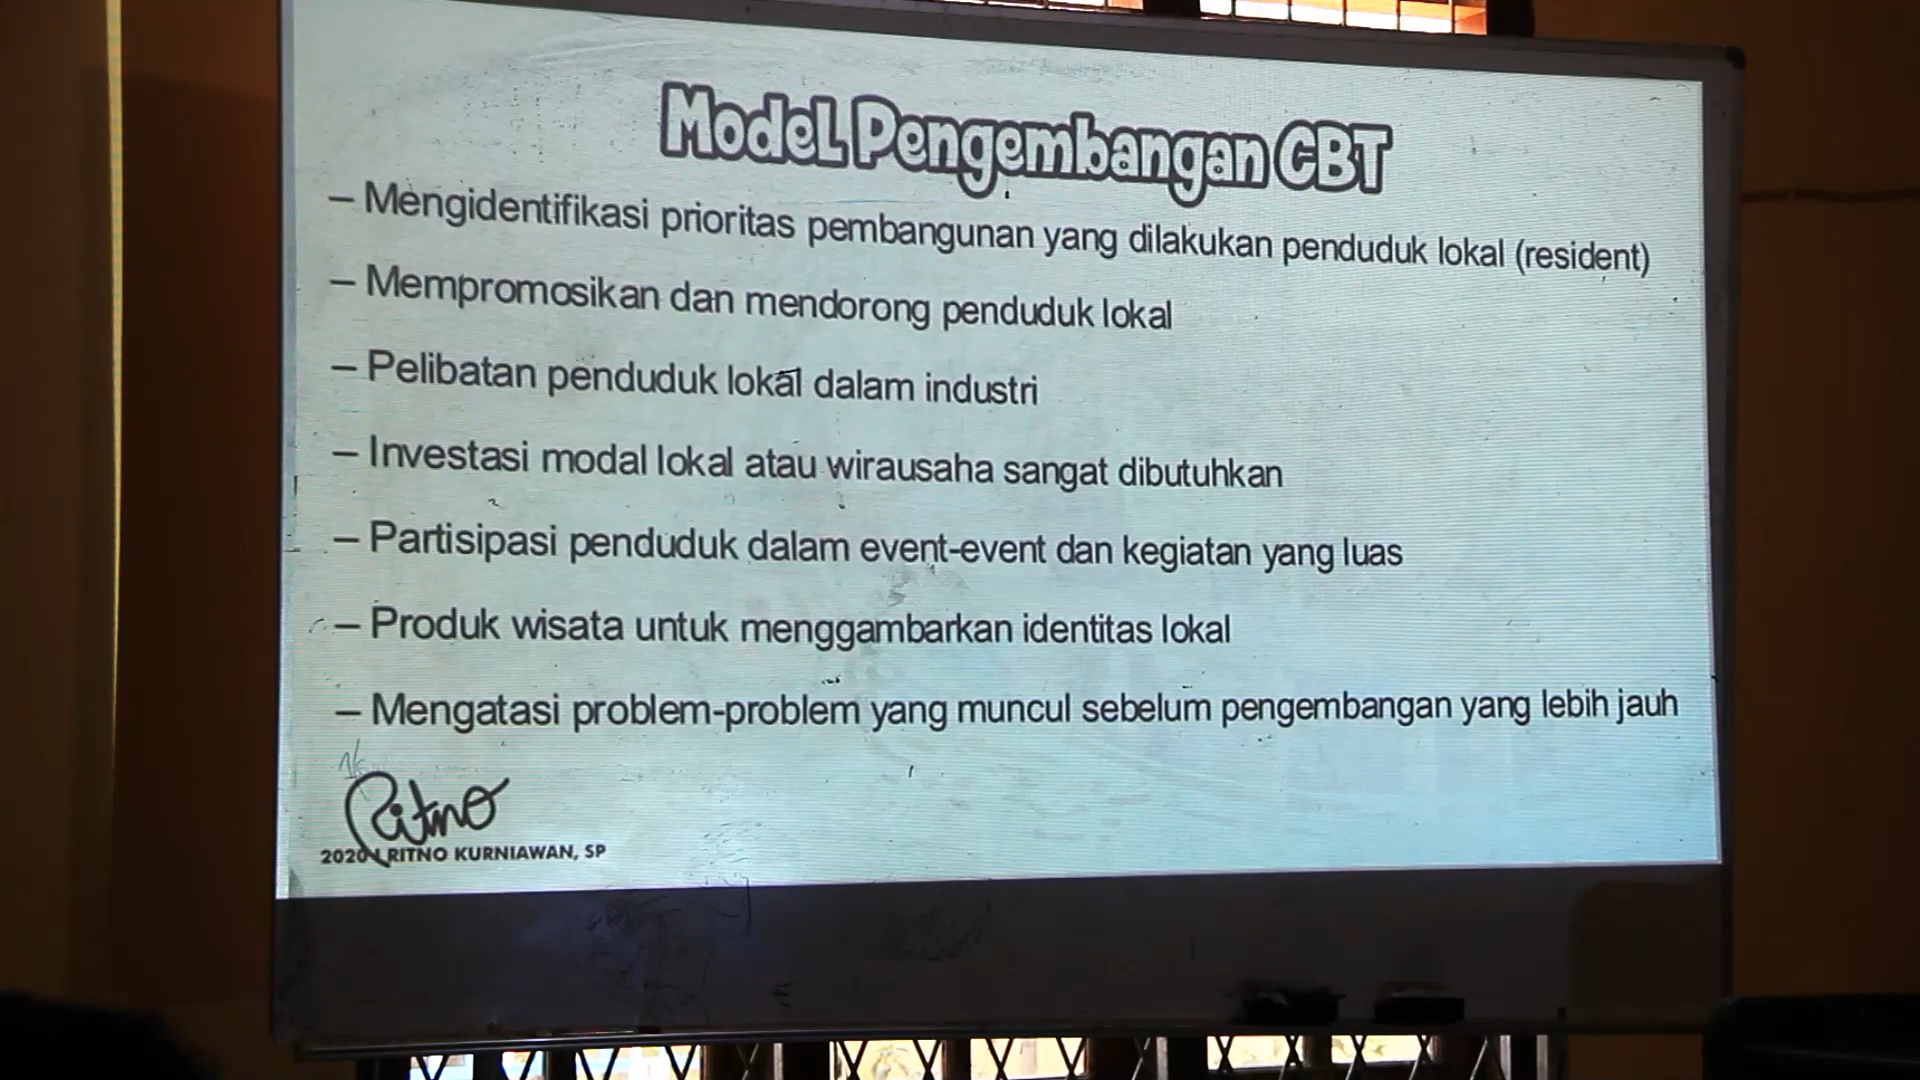 Model Pengembangan CBT
– Mengidentifikasi prioritas pembangunan yang dilakukan penduduk lokal (resident)
– Mempromosikan dan mendorong penduduk lokal
– Pelibatan penduduk lokal dalam industri
– Investasi modal lokal atau wirausaha sangat dibutuhkan
– Partisipasi penduduk dalam event-event dan kegiatan yang luas
– Produk wisata untuk menggambarkan identitas lokal
– Mengatasi problem-problem yang muncul sebelum pengembangan yang lebih jauh
Ritno
2020 RITNO KURNIAWAN, SP